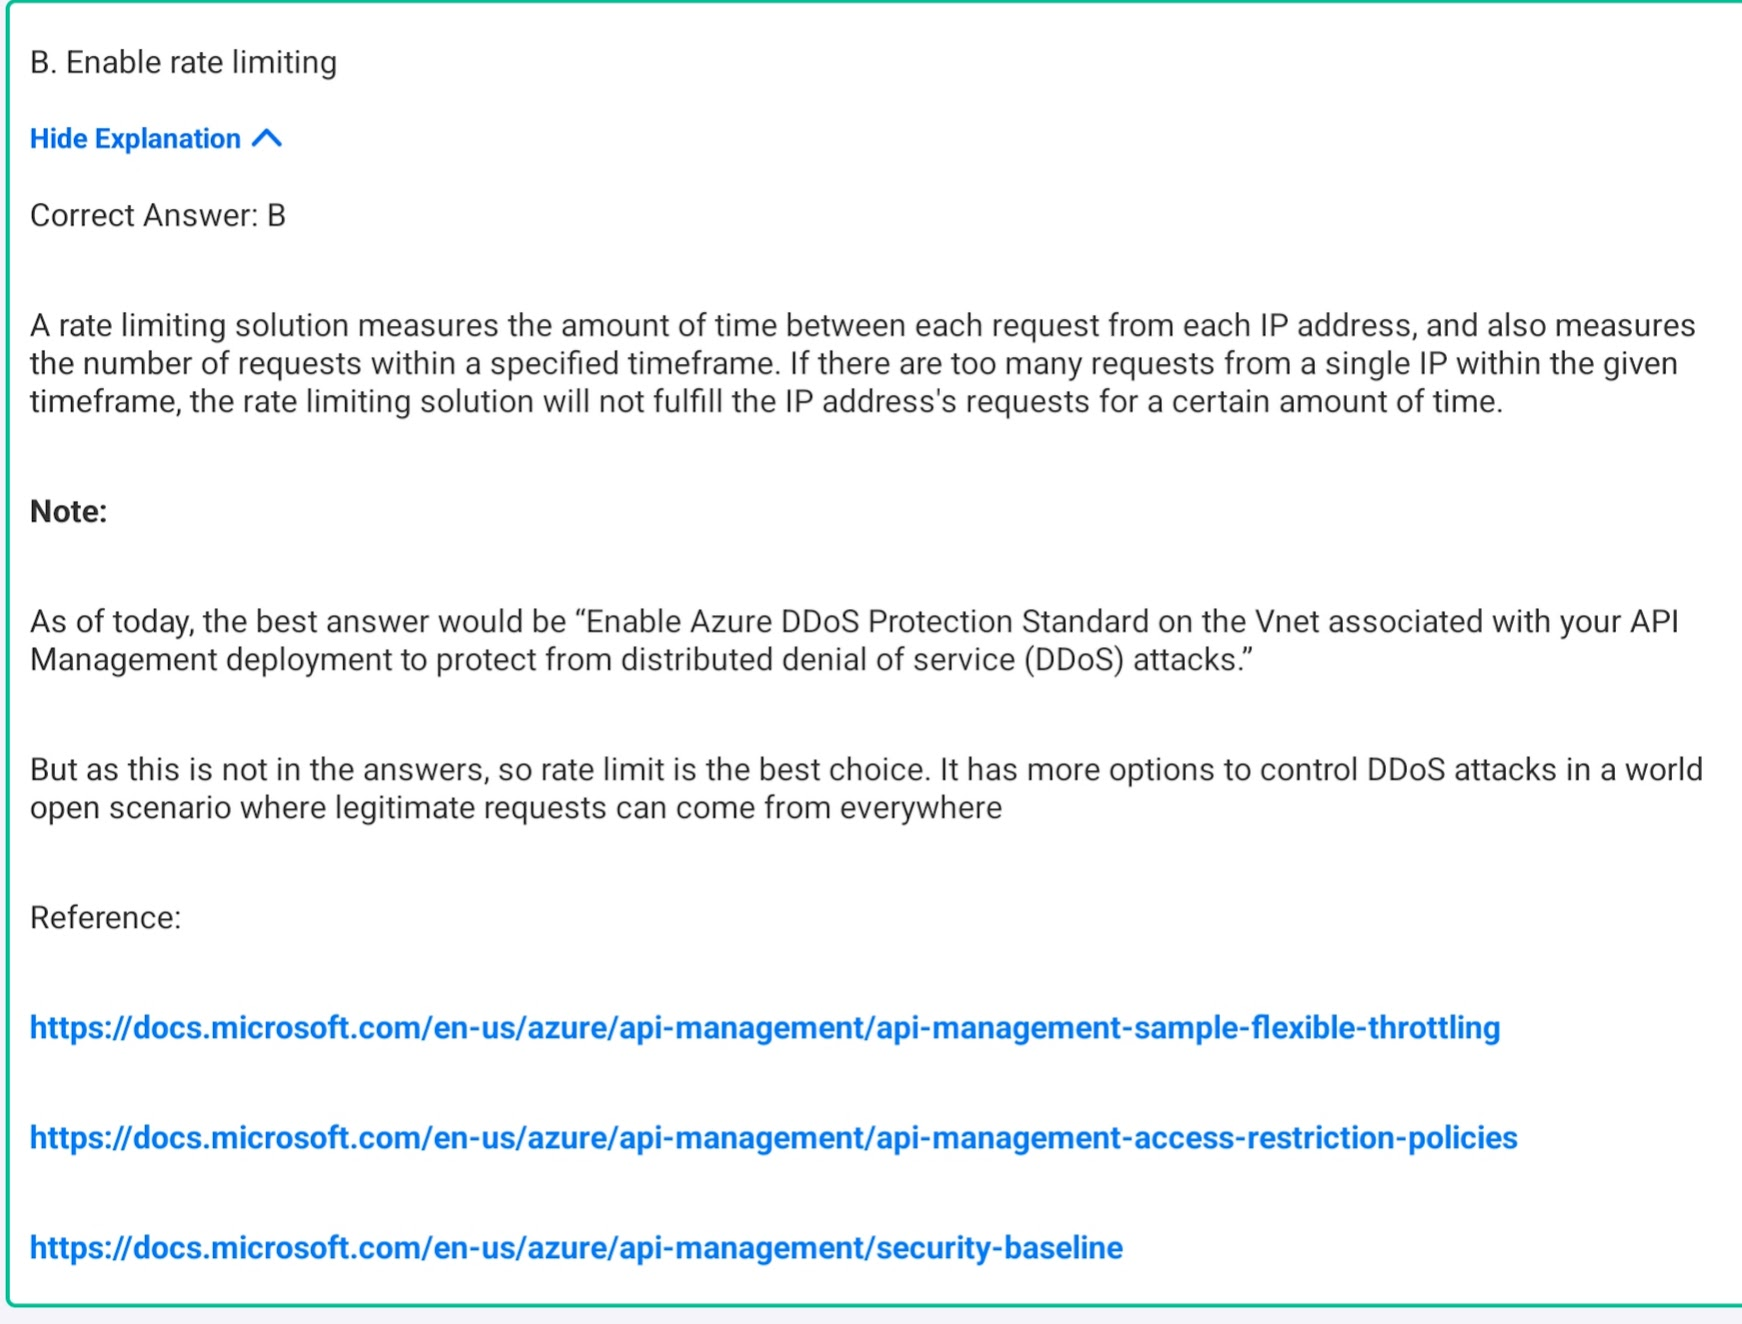 B. Enable rate limiting
Hide Explanation
Correct Answer: B
A rate limiting solution measures the amount of time between each request from each IP address, and also measures
the number of requests within a specified timeframe. If there are too many requests from a single IP within the given
timeframe, the rate limiting solution will not fulfill the IP address's requests for a certain amount of time.
Note:
As of today, the best answer would be “Enable Azure DDoS Protection Standard on the Vnet associated with your API
Management deployment to protect from distributed denial of service (DDoS) attacks.”
But as this is not in the answers, so rate limit is the best choice. It has more options to control DDoS attacks in a world
open scenario where legitimate requests can come from everywhere
Reference:
https://docs.microsoft.com/en-us/azure/api-management/api-management-sample-flexible-throttling
https://docs.microsoft.com/en-us/azure/api-management/api-management-access-restriction-policies
https://docs.microsoft.com/en-us/azure/api-management/security-baseline